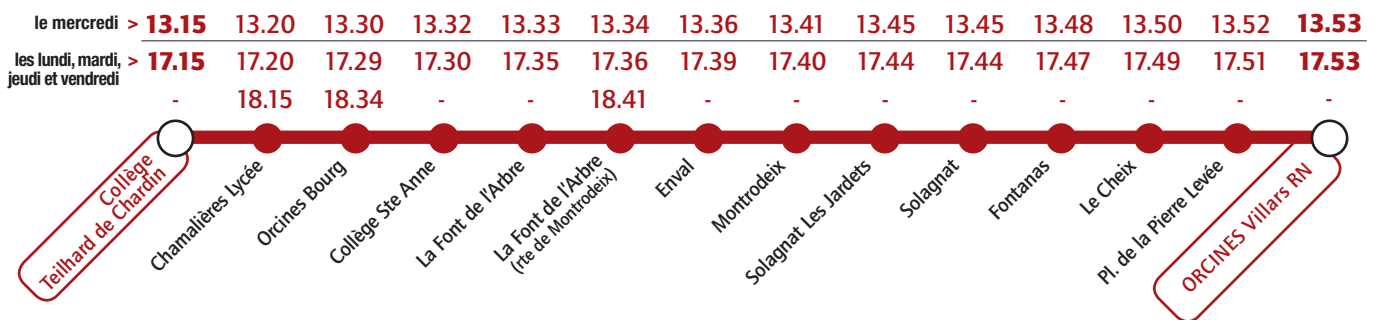 le mercredi > 13.15 13.20 13.30 13.32 13.33 13.34 13.36 13.41 13.45 13.45 13.48 13.50 13.52 13.53
les lundi, mardi, > 17.15 17.20 17.29 17.30 17.35 17.36 17.39 17.40 17.44 17.44 17.47 17.49 17.51 17.53
jeudi et vendredi
- 18.15 18.34 - - 18.41 - - - - - - - -
Collège
Teilhard de Chardin
Chamalières Lycée
Orcines Bourg
Collège Ste Anne
La Font de l'Arbre
La Font de l'Arbre
(rte de Montrodeix)
Enval
Montrodeix
Solagnat Les Jardets
Solagnat
Fontanas
Le Cheix
Pl. de la Pierre Levée
ORCINES Villars RN